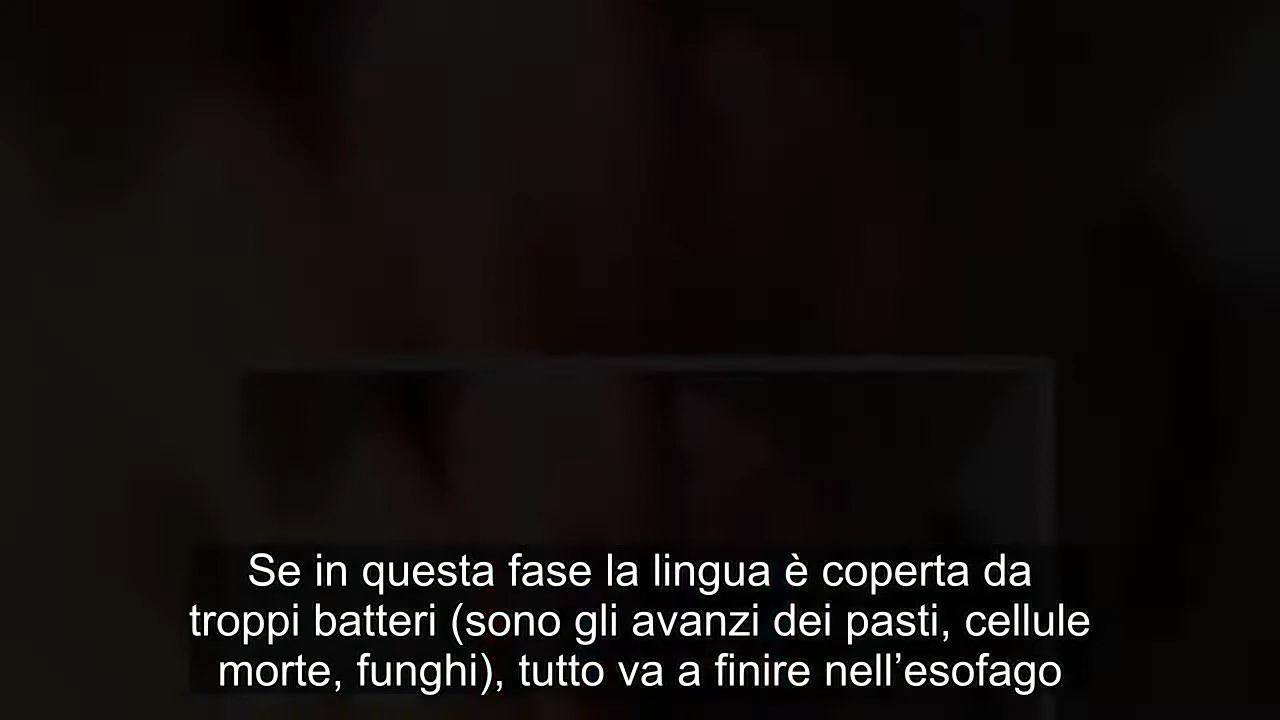 Se in questa fase la lingua è coperta da
troppi batteri (sono gli avanzi dei pasti, cellule
morte, funghi), tutto va a finire nell’esofago